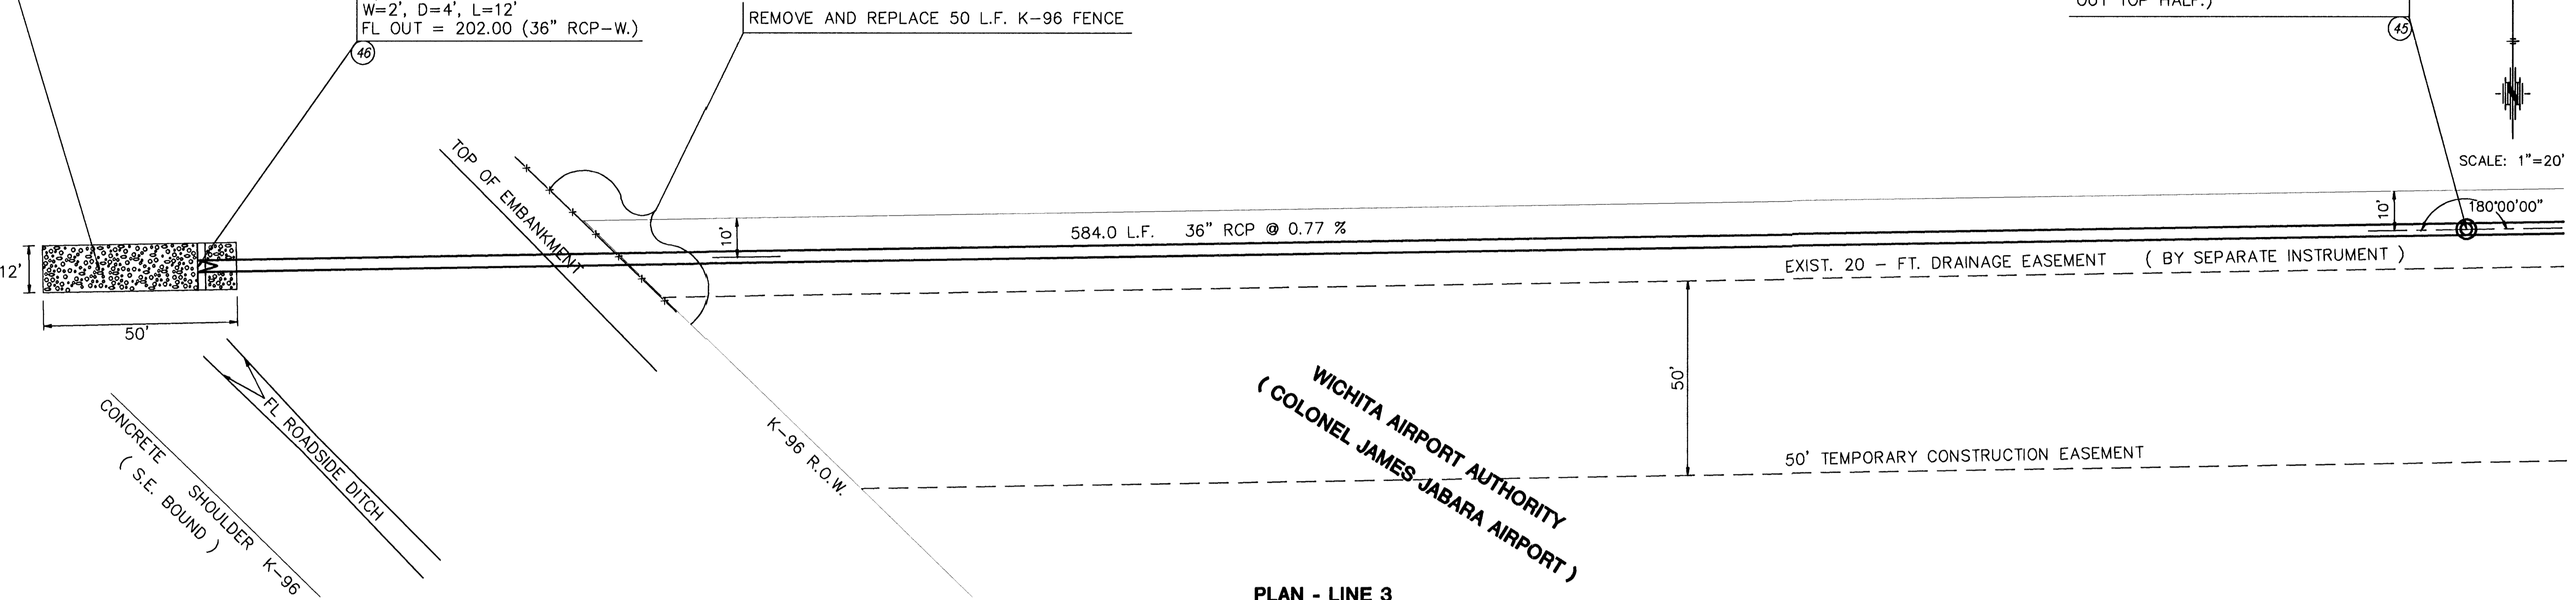 W=2', D=4', L=12'
FL OUT = 202.00 (36" RCP-W.)
46
REMOVE AND REPLACE 50 L.F. K-96 FENCE
OUT TOP HALF.)
45
N
SCALE: 1"=20'
TOP OF EMBANKMENT
10'
584.0 L.F. 36" RCP @ 0.77 %
10'
180°00'00"
12'
EXIST. 20 - FT. DRAINAGE EASEMENT ( BY SEPARATE INSTRUMENT )
50'
FL ROADSIDE DITCH
CONCRETE SHOULDER K-96
( S.E. BOUND )
K-96 R.O.W.
WICHITA AIRPORT AUTHORITY
( COLONEL JAMES JABARA AIRPORT )
50'
50' TEMPORARY CONSTRUCTION EASEMENT
PLAN - LINE 3